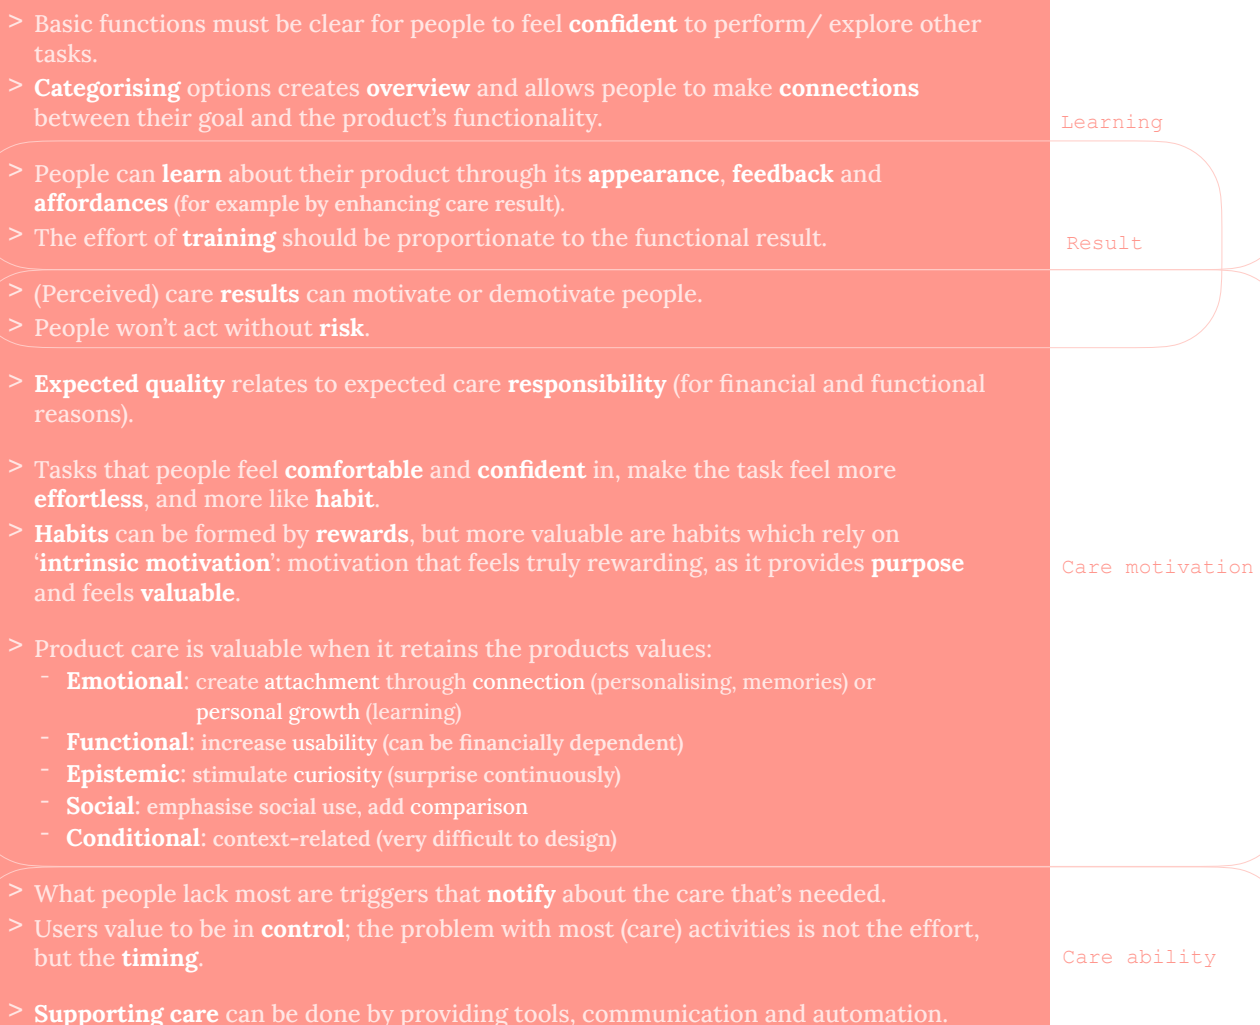 > Basic functions must be clear for people to feel confident to perform/ explore other
tasks.
> Categorising options creates overview and allows people to make connections
between their goal and the product's functionality.
Learning
> People can learn about their product through its appearance, feedback and
affordances (for example by enhancing care result).
> The effort of training should be proportionate to the functional result.
Result
> (Perceived) care results can motivate or demotivate people.
> People won't act without risk.
> Expected quality relates to expected care responsibility (for financial and functional
reasons).
> Tasks that people feel comfortable and confident in, make the task feel more
effortless, and more like habit.
> Habits can be formed by rewards, but more valuable are habits which rely on
‘intrinsic motivation’: motivation that feels truly rewarding, as it provides purpose
and feels valuable.
Care motivation
> Product care is valuable when it retains the products values:
- Emotional: create attachment through connection (personalising, memories) or
personal growth (learning)
- Functional: increase usability (can be financially dependent)
- Epistemic: stimulate curiosity (surprise continuously)
- Social: emphasise social use, add comparison
- Conditional: context-related (very difficult to design)
> What people lack most are triggers that notify about the care that's needed.
> Users value to be in control; the problem with most (care) activities is not the effort,
but the timing.
Care ability
> Supporting care can be done by providing tools, communication and automation.